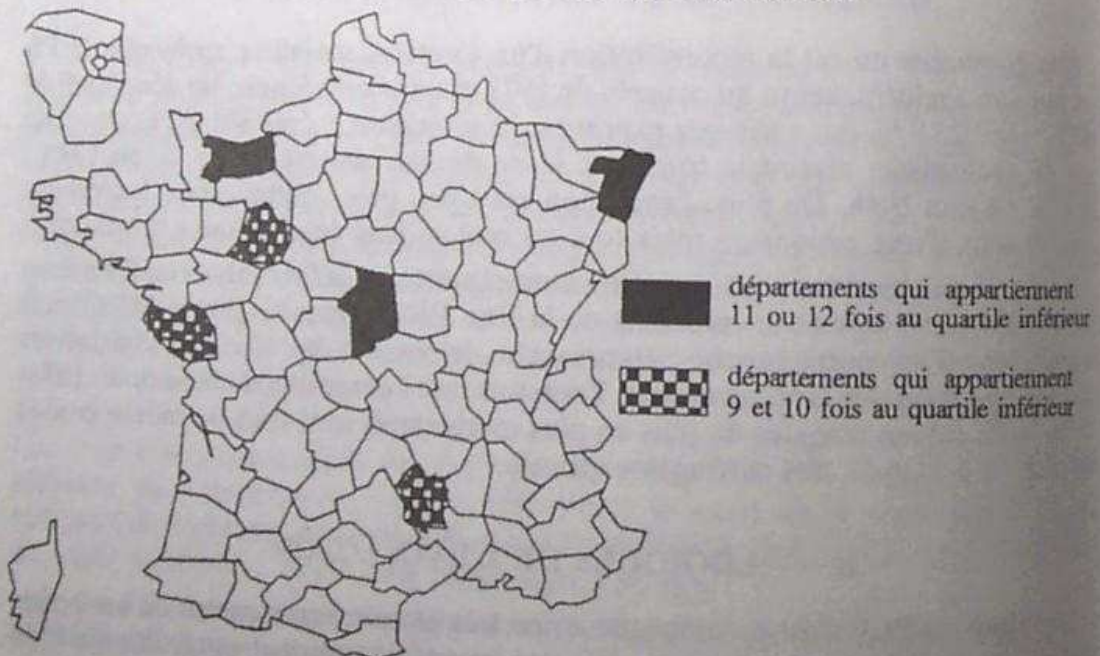 départements qui appartiennent
11 ou 12 fois au quartile inférieur
départements qui appartiennent
9 et 10 fois au quartile inférieur